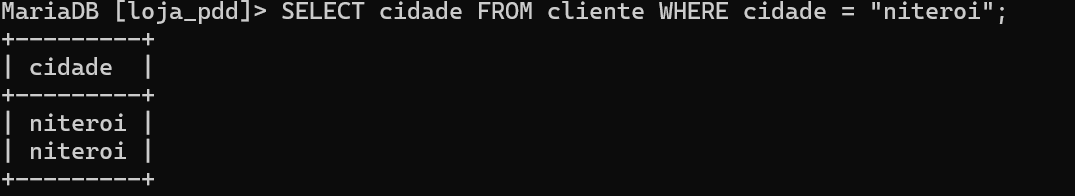 MariaDB [loja_pdd]> SELECT cidade FROM cliente WHERE cidade = "niteroi";
+---------+
| cidade  |
+---------+
| niteroi |
| niteroi |
+---------+